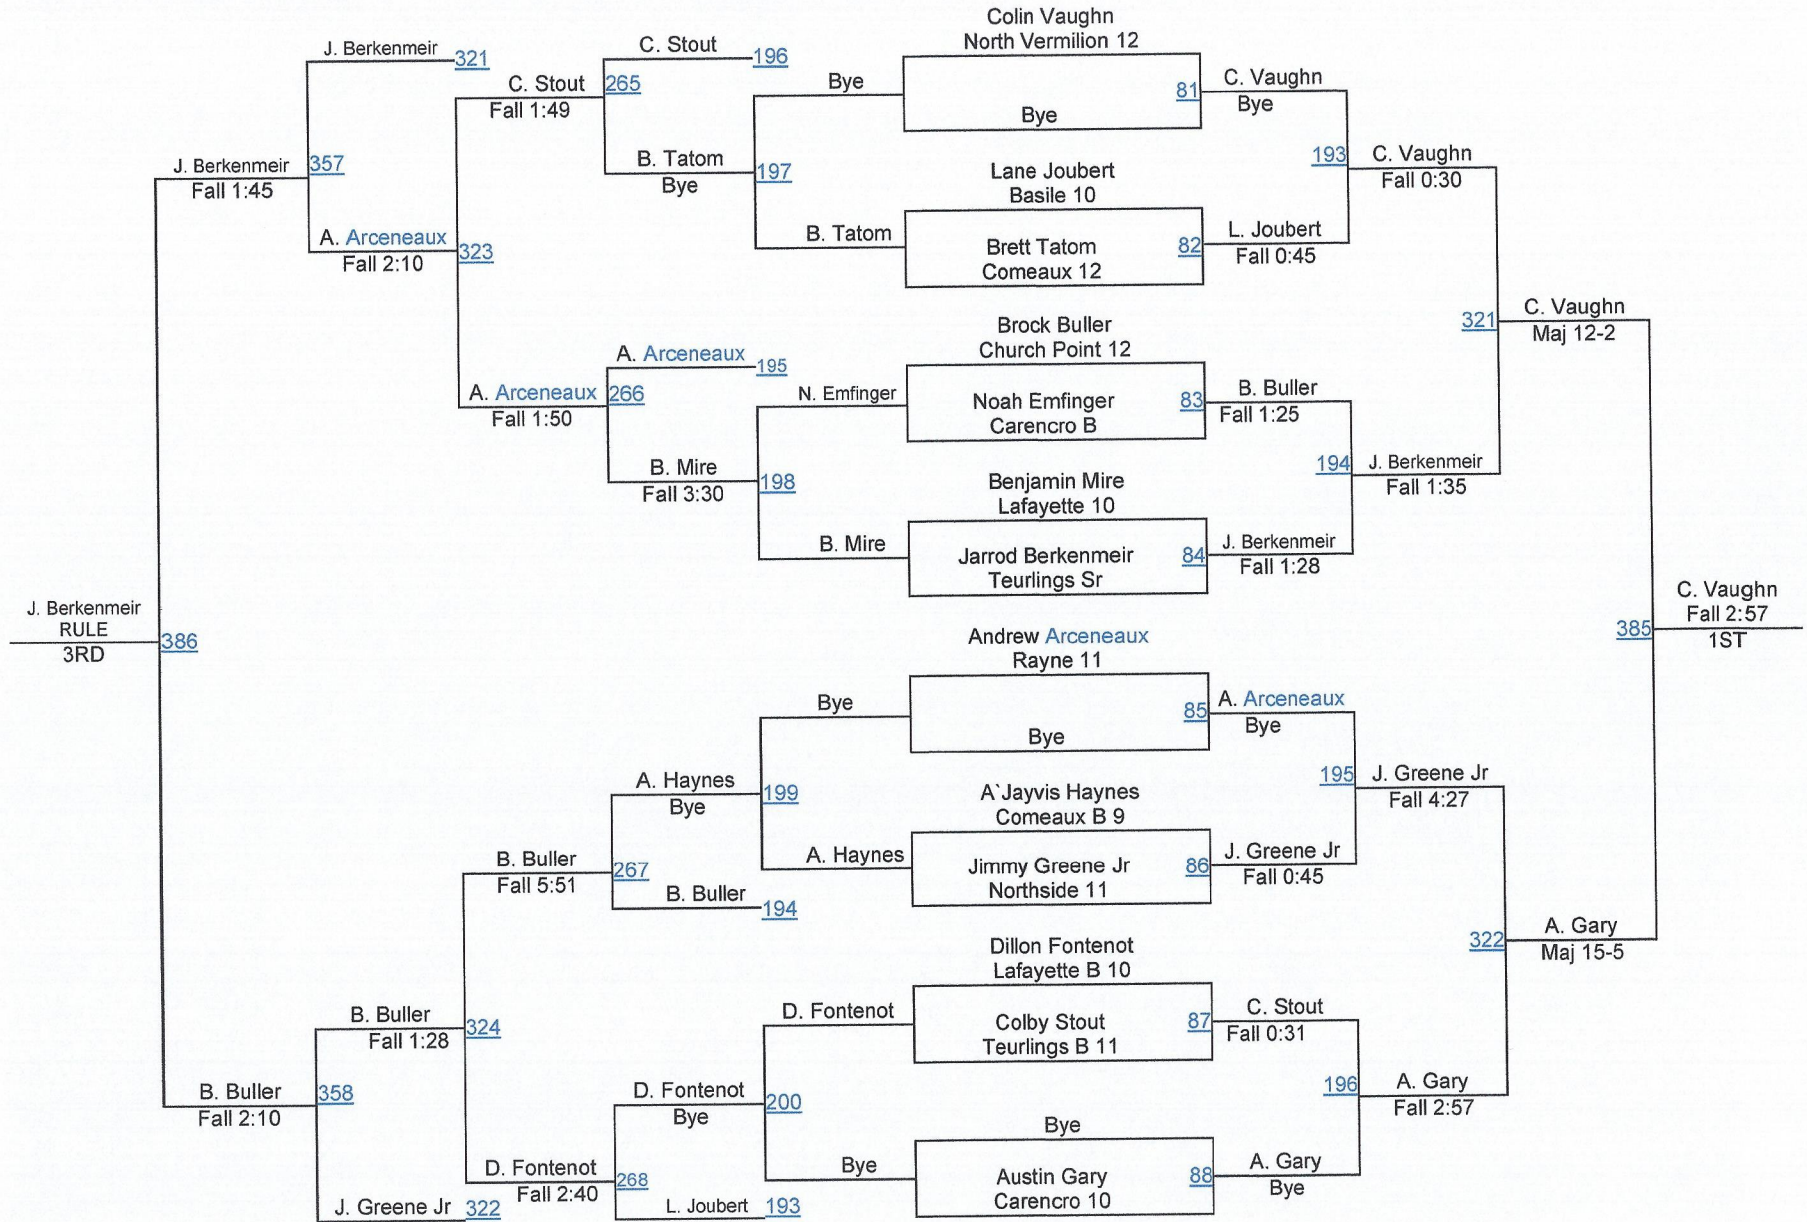 Colin Vaughn
North Vermilion 12
Bye
81
Lane Joubert
Basile 10
Brett Tatom
Comeaux 12
82
Brock Buller
Church Point 12
Noah Emfinger
Carencro B
83
Benjamin Mire
Lafayette 10
Jarrod Berkenmeir
Teurlings Sr
84
Andrew Arceneaux
Rayne 11
Bye
85
A`Jayvis Haynes
Comeaux B 9
Jimmy Greene Jr
Northside 11
86
Dillon Fontenot
Lafayette B 10
Colby Stout
Teurlings B 11
87
Bye
Austin Gary
Carencro 10
88
C. Vaughn
Bye
L. Joubert
Fall 0:45
B. Buller
Fall 1:25
J. Berkenmeir
Fall 1:28
A. Arceneaux
Bye
J. Greene Jr
Fall 0:45
C. Stout
Fall 0:31
A. Gary
Bye
193
C. Vaughn
Fall 0:30
194
J. Berkenmeir
Fall 1:35
195
J. Greene Jr
Fall 4:27
196
A. Gary
Fall 2:57
321
C. Vaughn
Maj 12-2
322
A. Gary
Maj 15-5
385
C. Vaughn
Fall 2:57
1ST
Bye
B. Tatom
N. Emfinger
B. Mire
Bye
A. Haynes
D. Fontenot
Bye
C. Stout
196
B. Tatom
Bye
197
A. Arceneaux
195
B. Mire
Fall 3:30
198
A. Haynes
Bye
199
B. Buller
194
D. Fontenot
Bye
200
L. Joubert
193
C. Stout
Fall 1:49
265
A. Arceneaux
Fall 1:50
266
B. Buller
Fall 5:51
267
D. Fontenot
Fall 2:40
268
J. Berkenmeir
321
A. Arceneaux
Fall 2:10
323
B. Buller
Fall 1:28
324
J. Greene Jr
322
J. Berkenmeir
Fall 1:45
357
B. Buller
Fall 2:10
358
J. Berkenmeir
RULE
3RD
386